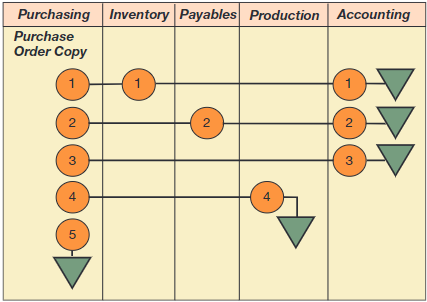 Purchasing Inventory Payables Production Accounting
Purchase
Order Copy
1 1 1
2 2 2
3 3
4 4
5